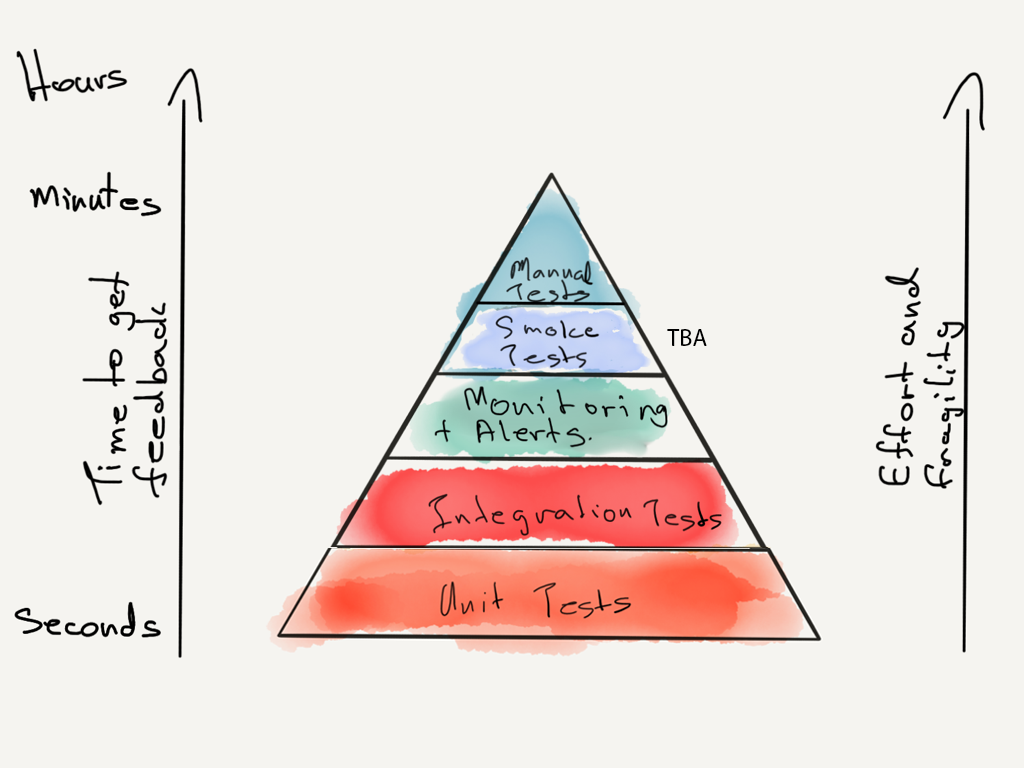 Hours
Minutes
Time to get
feedback
Seconds
Manual
Tests
Smoke
Tests
TBA
Monitoring
+ Alerts.
Integration Tests
Unit Tests
Effort and
fragility